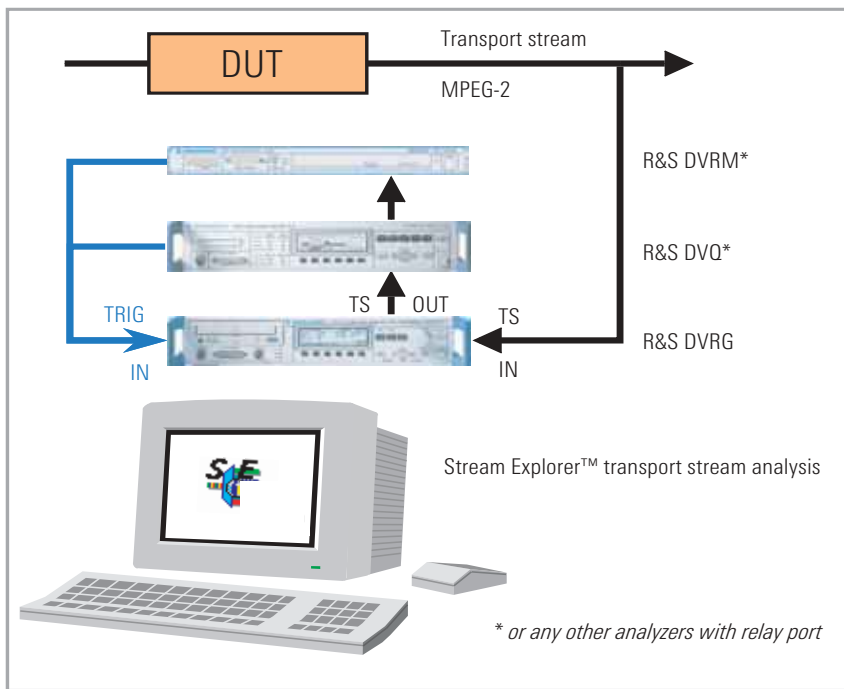 DUT
Transport stream
MPEG-2
R&S DVRM*
R&S DVQ*
TS OUT
TRIG
IN
TS
IN
R&S DVRG
S E
Stream Explorer™ transport stream analysis
* or any other analyzers with relay port